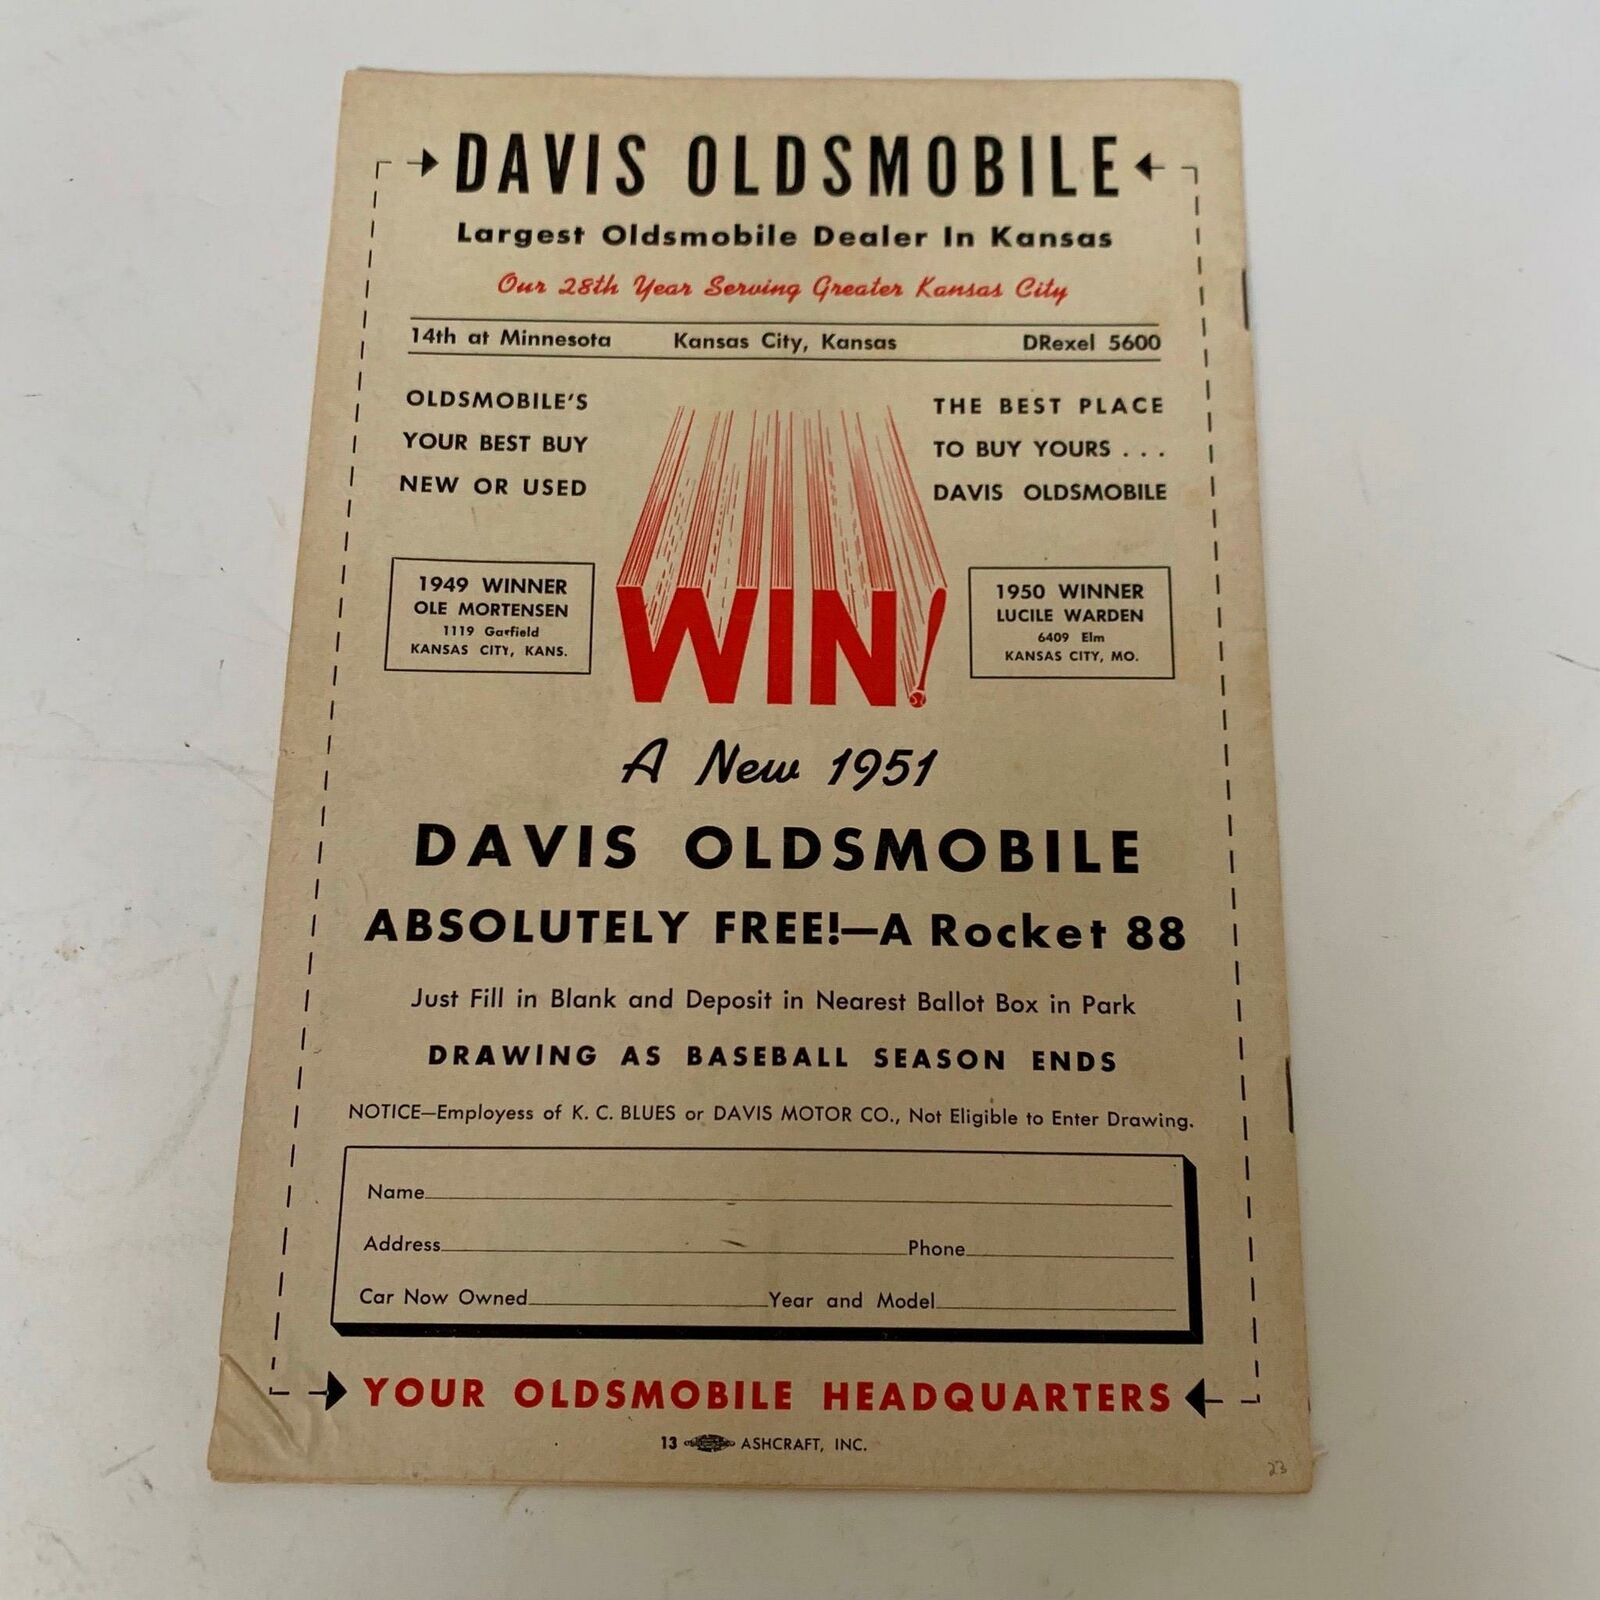 DAVIS OLDSMOBILE
Largest Oldsmobile Dealer In Kansas
Our 28th Year Serving Greater Kansas City
14th at Minnesota Kansas City, Kansas DRexel 5600
OLDSMOBILE'S
YOUR BEST BUY
NEW OR USED
THE BEST PLACE
TO BUY YOURS . . .
DAVIS OLDSMOBILE
1949 WINNER
OLE MORTENSEN
1119 Garfield
KANSAS CITY, KANS.
WIN!
1950 WINNER
LUCILE WARDEN
6409 Elm
KANSAS CITY, MO.
A New 1951
DAVIS OLDSMOBILE
ABSOLUTELY FREE!—A Rocket 88
Just Fill in Blank and Deposit in Nearest Ballot Box in Park
DRAWING AS BASEBALL SEASON ENDS
NOTICE—Employess of K. C. BLUES or DAVIS MOTOR CO., Not Eligible to Enter Drawing.
Name
Address Phone
Car Now Owned Year and Model
YOUR OLDSMOBILE HEADQUARTERS
13 ASHCRAFT, INC.
23